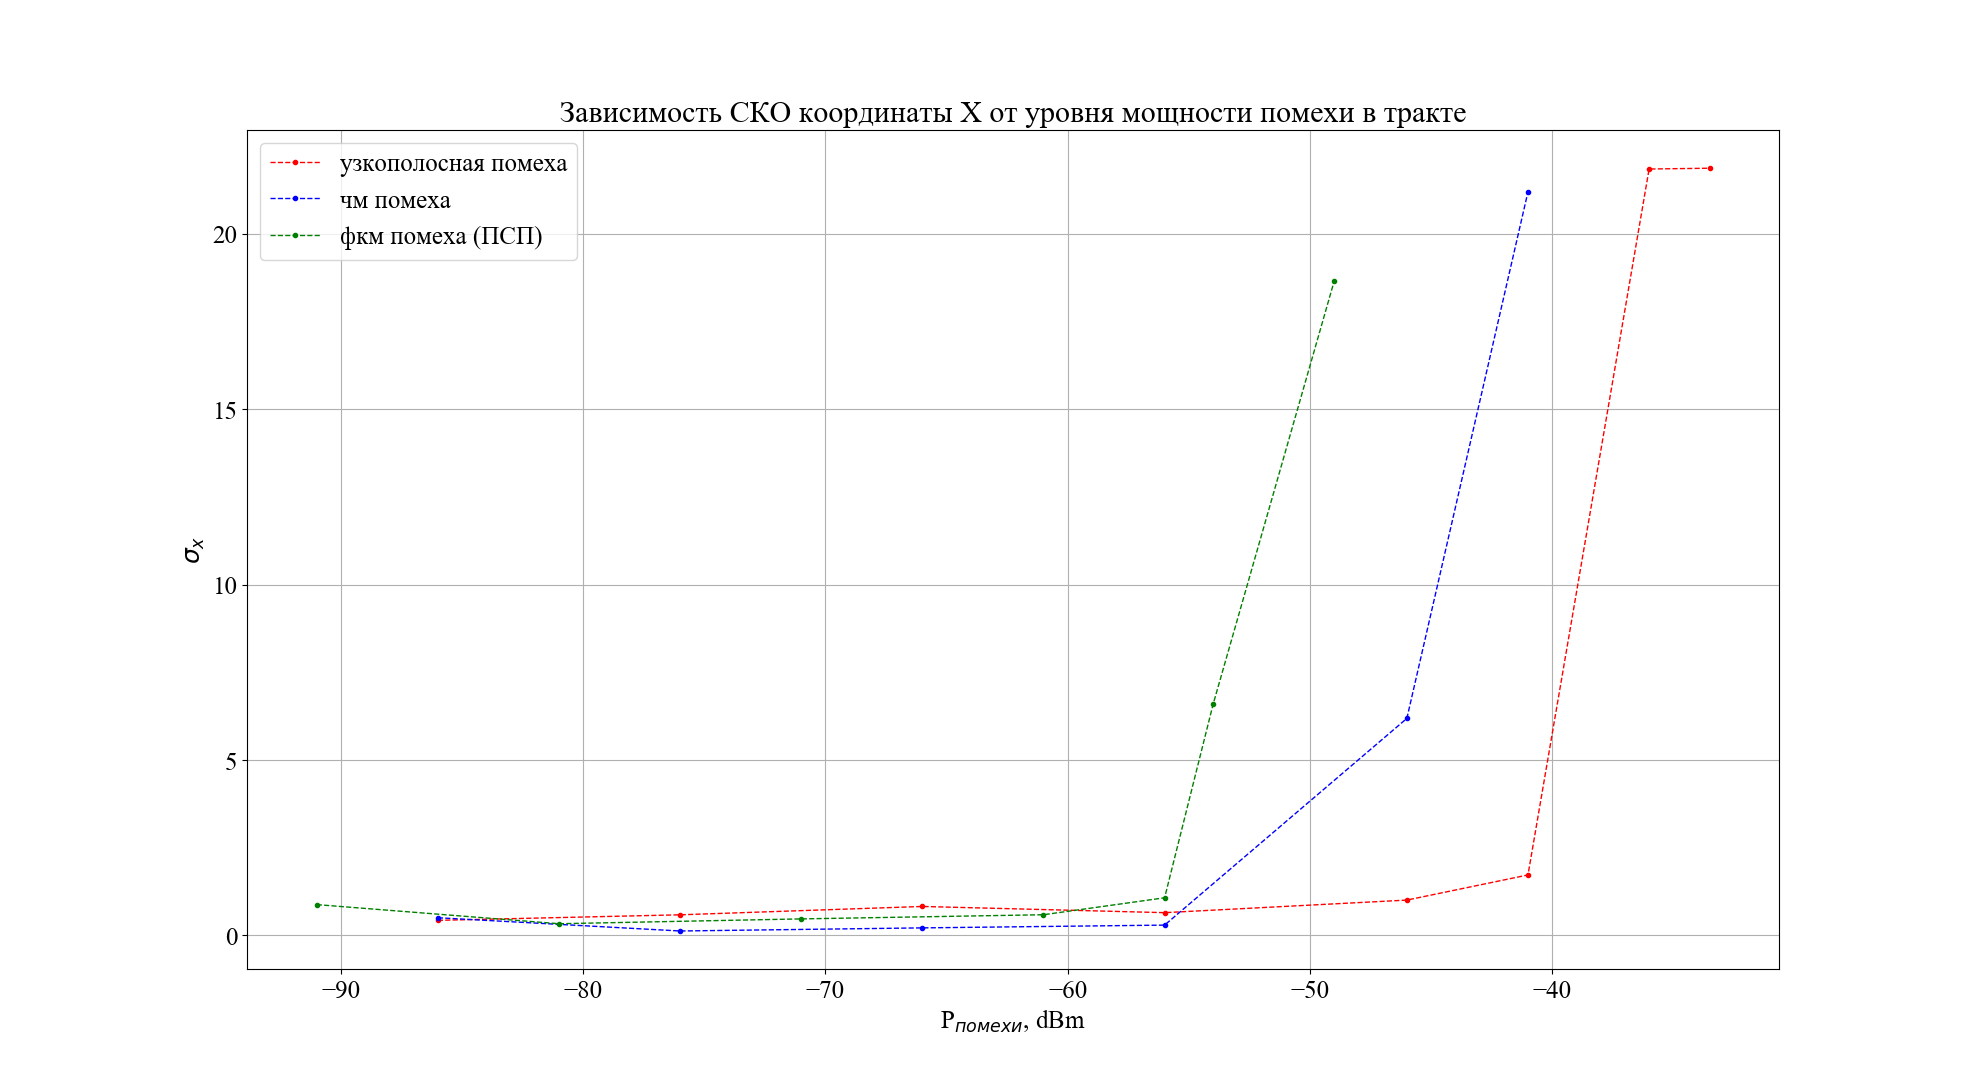 Зависимость СКО координаты X от уровня мощности помехи в тракте
узкополосная помеха
чм помеха
фкм помеха (ПСП)
20
15
10
5
0
σx
−90 −80 −70 −60 −50 −40
Pпомехи, dBm